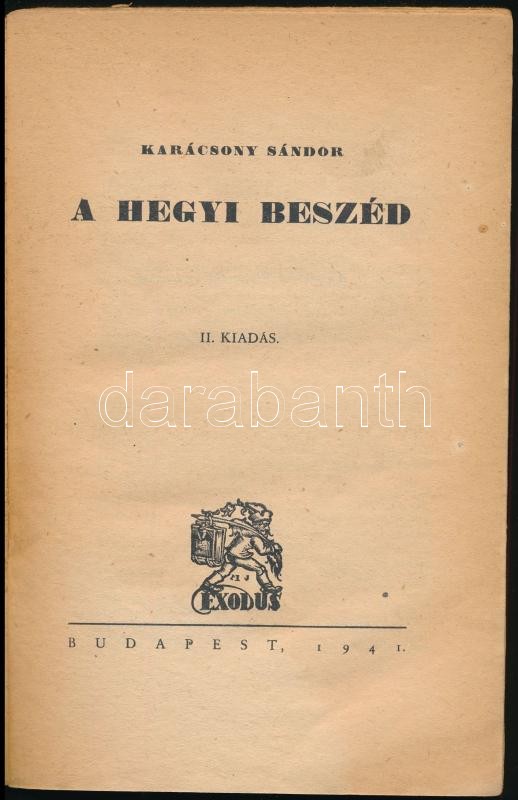 KARÁCSONY SÁNDOR
A HEGYI BESZÉD
II. KIADÁS.
darabanth
M J
EXODUS
BUDAPEST, 1941.